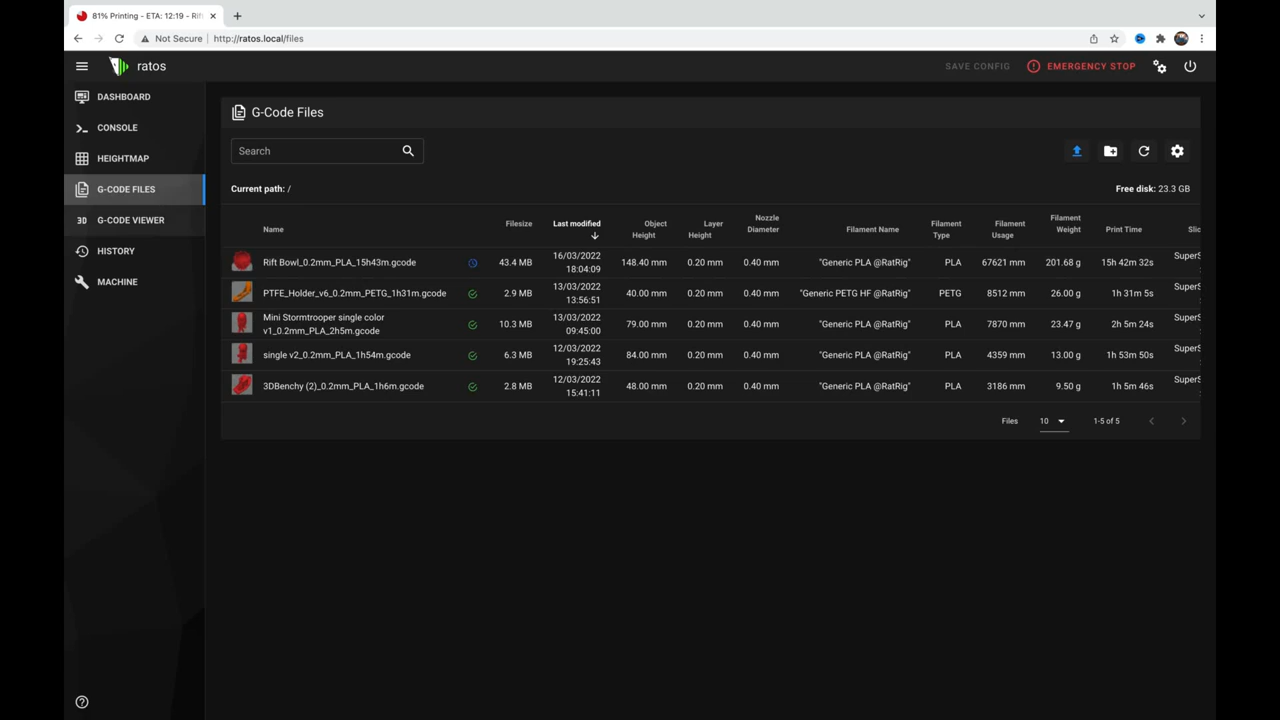 81% Printing - ETA: 12:19 - Rif
Not Secure
http://ratos.local/files
ratos
SAVE CONFIG
EMERGENCY STOP
DASHBOARD
CONSOLE
HEIGHTMAP
G-CODE FILES
3D G-CODE VIEWER
HISTORY
MACHINE
G-Code Files
Search
Current path: /
Free disk: 23.3 GB
Name Filesize Last modified Object Height Layer Height Nozzle Diameter Filament Name Filament Type Filament Usage Filament Weight Print Time Slic
Rift Bowl_0.2mm_PLA_15h43m.gcode 43.4 MB 16/03/2022 18:04:09 148.40 mm 0.20 mm 0.40 mm "Generic PLA @RatRig" PLA 67621 mm 201.68 g 15h 42m 32s SuperS
PTFE_Holder_v6_0.2mm_PETG_1h31m.gcode 2.9 MB 13/03/2022 13:56:51 40.00 mm 0.20 mm 0.40 mm "Generic PETG HF @RatRig" PETG 8512 mm 26.00 g 1h 31m 5s SuperS
Mini Stormtrooper single color v1_0.2mm_PLA_2h5m.gcode 10.3 MB 13/03/2022 09:45:00 79.00 mm 0.20 mm 0.40 mm "Generic PLA @RatRig" PLA 7870 mm 23.47 g 2h 5m 24s SuperS
single v2_0.2mm_PLA_1h54m.gcode 6.3 MB 12/03/2022 19:25:43 84.00 mm 0.20 mm 0.40 mm "Generic PLA @RatRig" PLA 4359 mm 13.00 g 1h 53m 50s SuperS
3DBenchy (2)_0.2mm_PLA_1h6m.gcode 2.8 MB 12/03/2022 15:41:11 48.00 mm 0.20 mm 0.40 mm "Generic PLA @RatRig" PLA 3186 mm 9.50 g 1h 5m 46s SuperS
Files 10 1-5 of 5